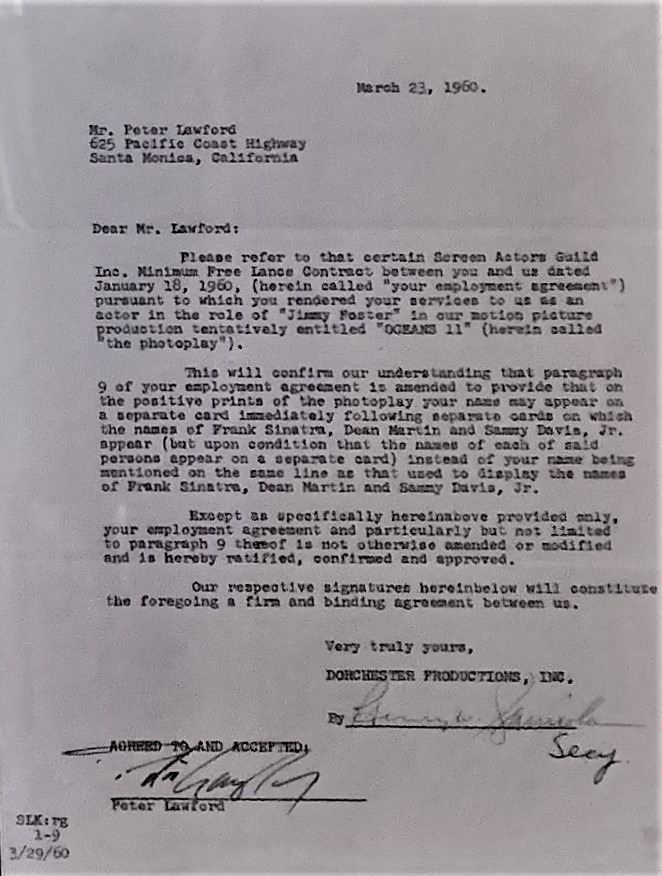 March 23, 1960.
Mr. Peter Lawford
625 Pacific Coast Highway
Santa Monica, California
Dear Mr. Lawford:
Please refer to that certain Screen Actors Guild
Inc. Minimum Free Lance Contract between you and us dated
January 18, 1960, (herein called "your employment agreement")
pursuant to which you rendered your services to us as an
actor in the role of "Jimmy Foster" in our motion picture
production tentatively entitled "OCEANS 11" (herein called
"the photoplay").
This will confirm our understanding that paragraph
9 of your employment agreement is amended to provide that on
the positive prints of the photoplay your name may appear on
a separate card immediately following separate cards on which
the names of Frank Sinatra, Dean Martin and Sammy Davis, Jr.
appear (but upon condition that the names of each of said
persons appear on a separate card) instead of your name being
mentioned on the same line as that used to display the names
of Frank Sinatra, Dean Martin and Sammy Davis, Jr.
Except as specifically hereinabove provided only,
your employment agreement and particularly but not limited
to paragraph 9 thereof is not otherwise amended or modified
and is hereby ratified, confirmed and approved.
Our respective signatures hereinbelow will constitute
the foregoing a firm and binding agreement between us.
Very truly yours,
DORCHESTER PRODUCTIONS, INC.
By
Secy.
AGREED TO AND ACCEPTED:
Peter Lawford
SLK:rg
1-9
3/29/60